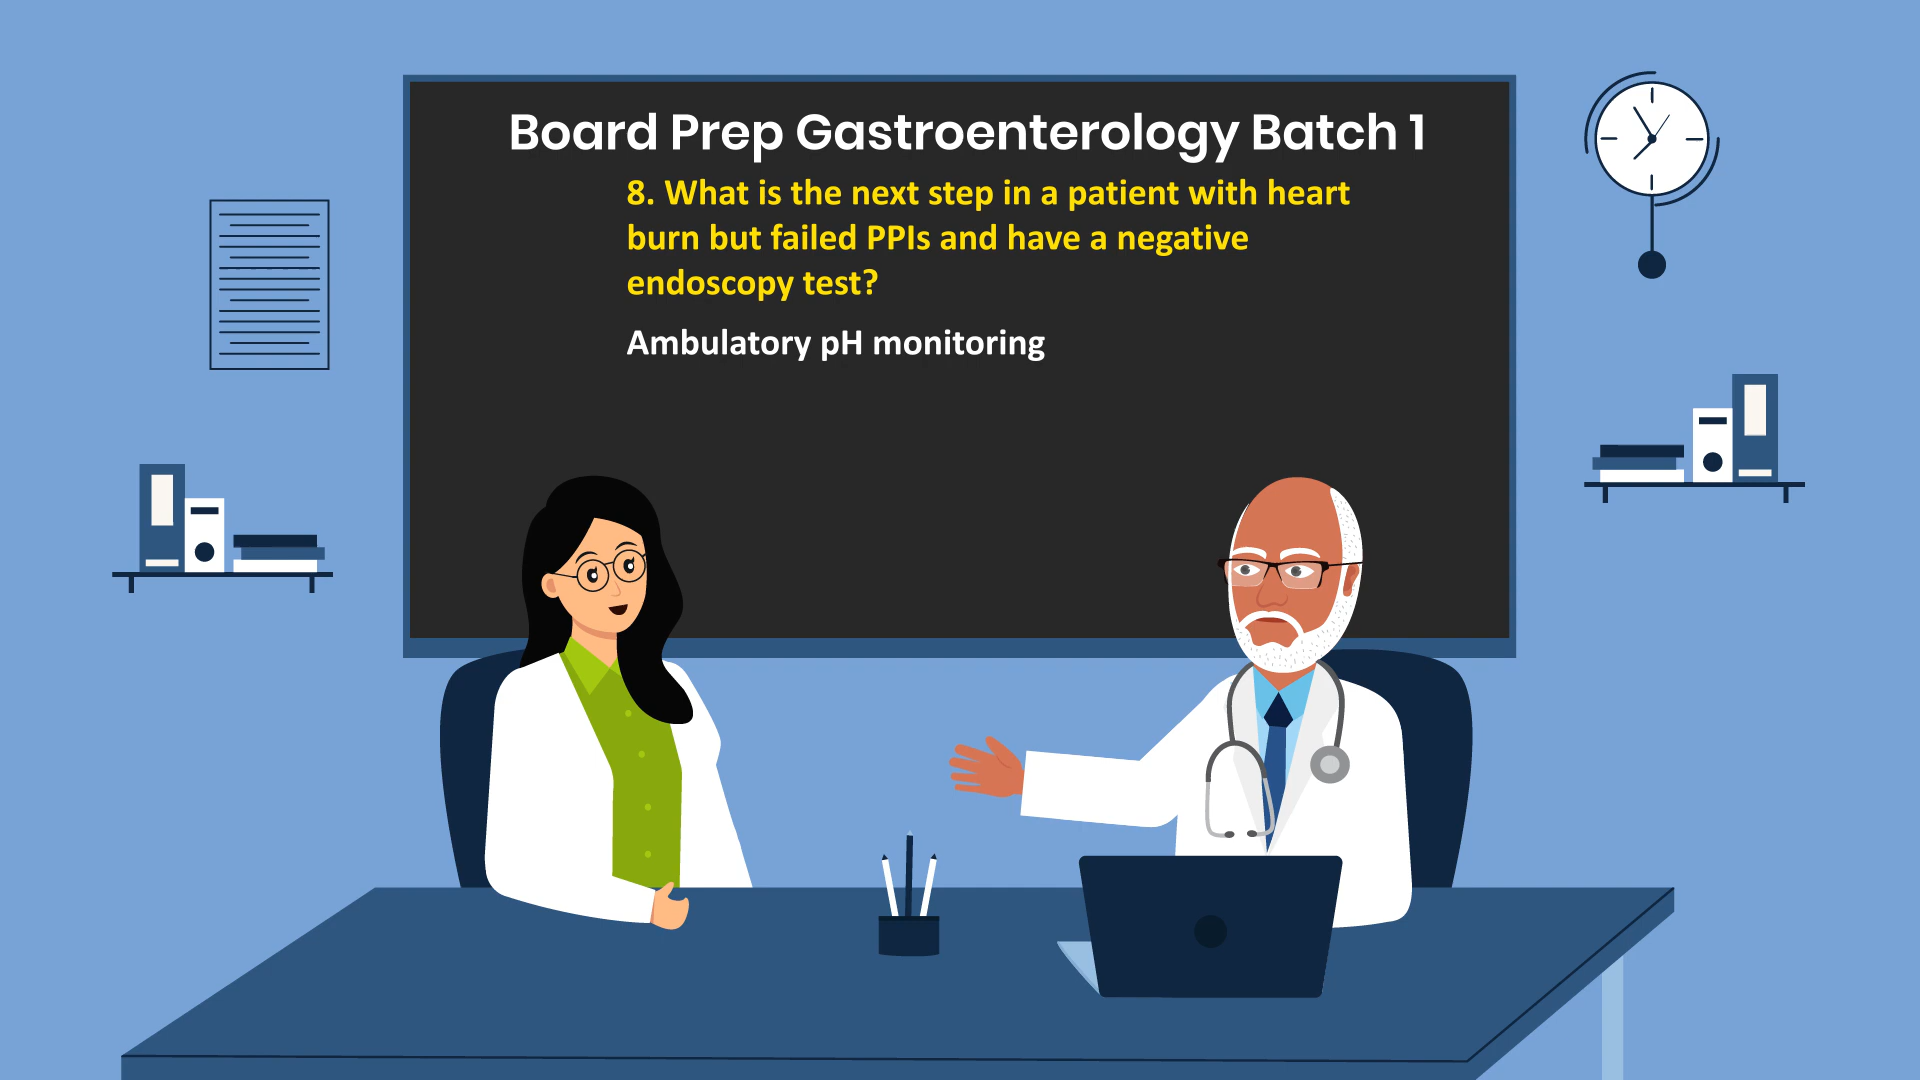 Board Prep Gastroenterology Batch 1
8. What is the next step in a patient with heart
burn but failed PPIs and have a negative
endoscopy test?
Ambulatory pH monitoring